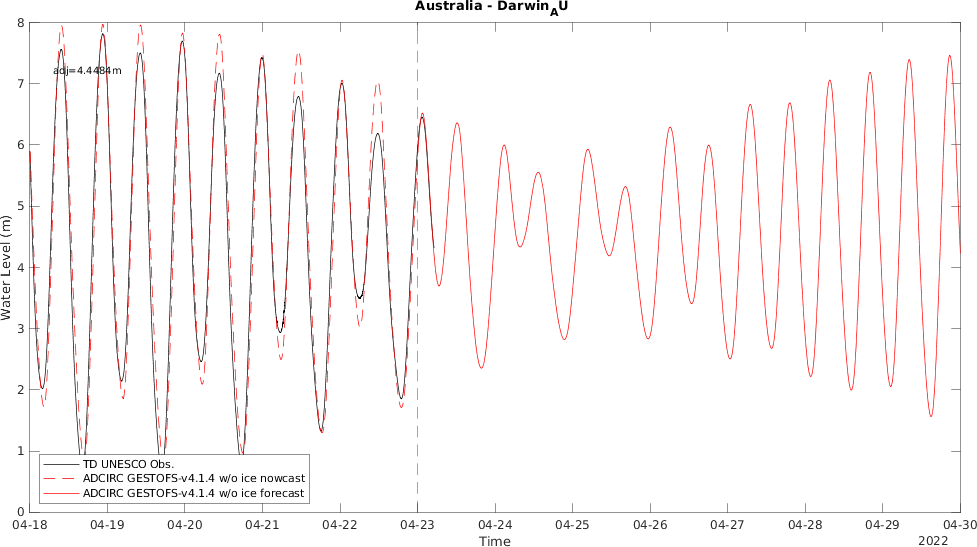 Australia - Darwin_AU
8
adj=4.4484m
7
6
5
4
3
2
1
0
Water Level (m)
TD UNESCO Obs.
ADCIRC GESTOFS-v4.1.4 w/o ice nowcast
ADCIRC GESTOFS-v4.1.4 w/o ice forecast
04-18 04-19 04-20 04-21 04-22 04-23 04-24 04-25 04-26 04-27 04-28 04-29 04-30
Time
2022